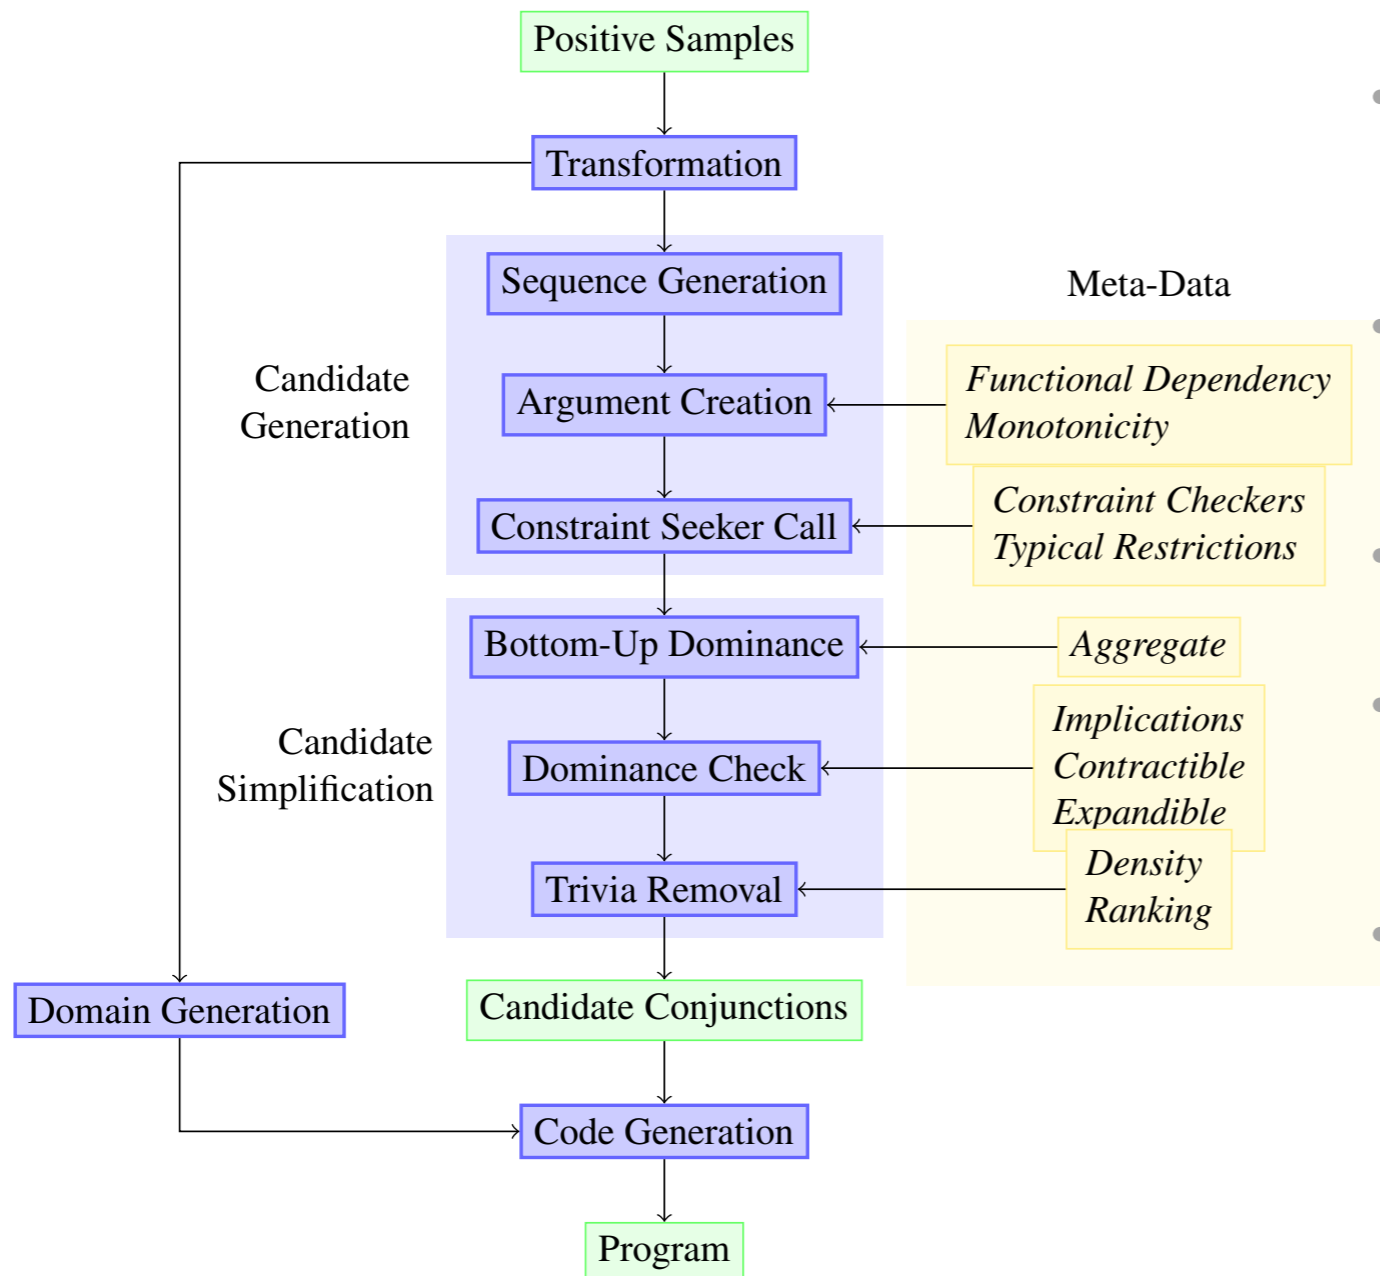 Positive Samples
Transformation
Sequence Generation
Meta-Data
Candidate
Generation
Argument Creation
Functional Dependency
Monotonicity
Constraint Seeker Call
Constraint Checkers
Typical Restrictions
Bottom-Up Dominance
Aggregate
Candidate
Simplification
Dominance Check
Implications
Contractible
Expandible
Trivia Removal
Density
Ranking
Domain Generation
Candidate Conjunctions
Code Generation
Program